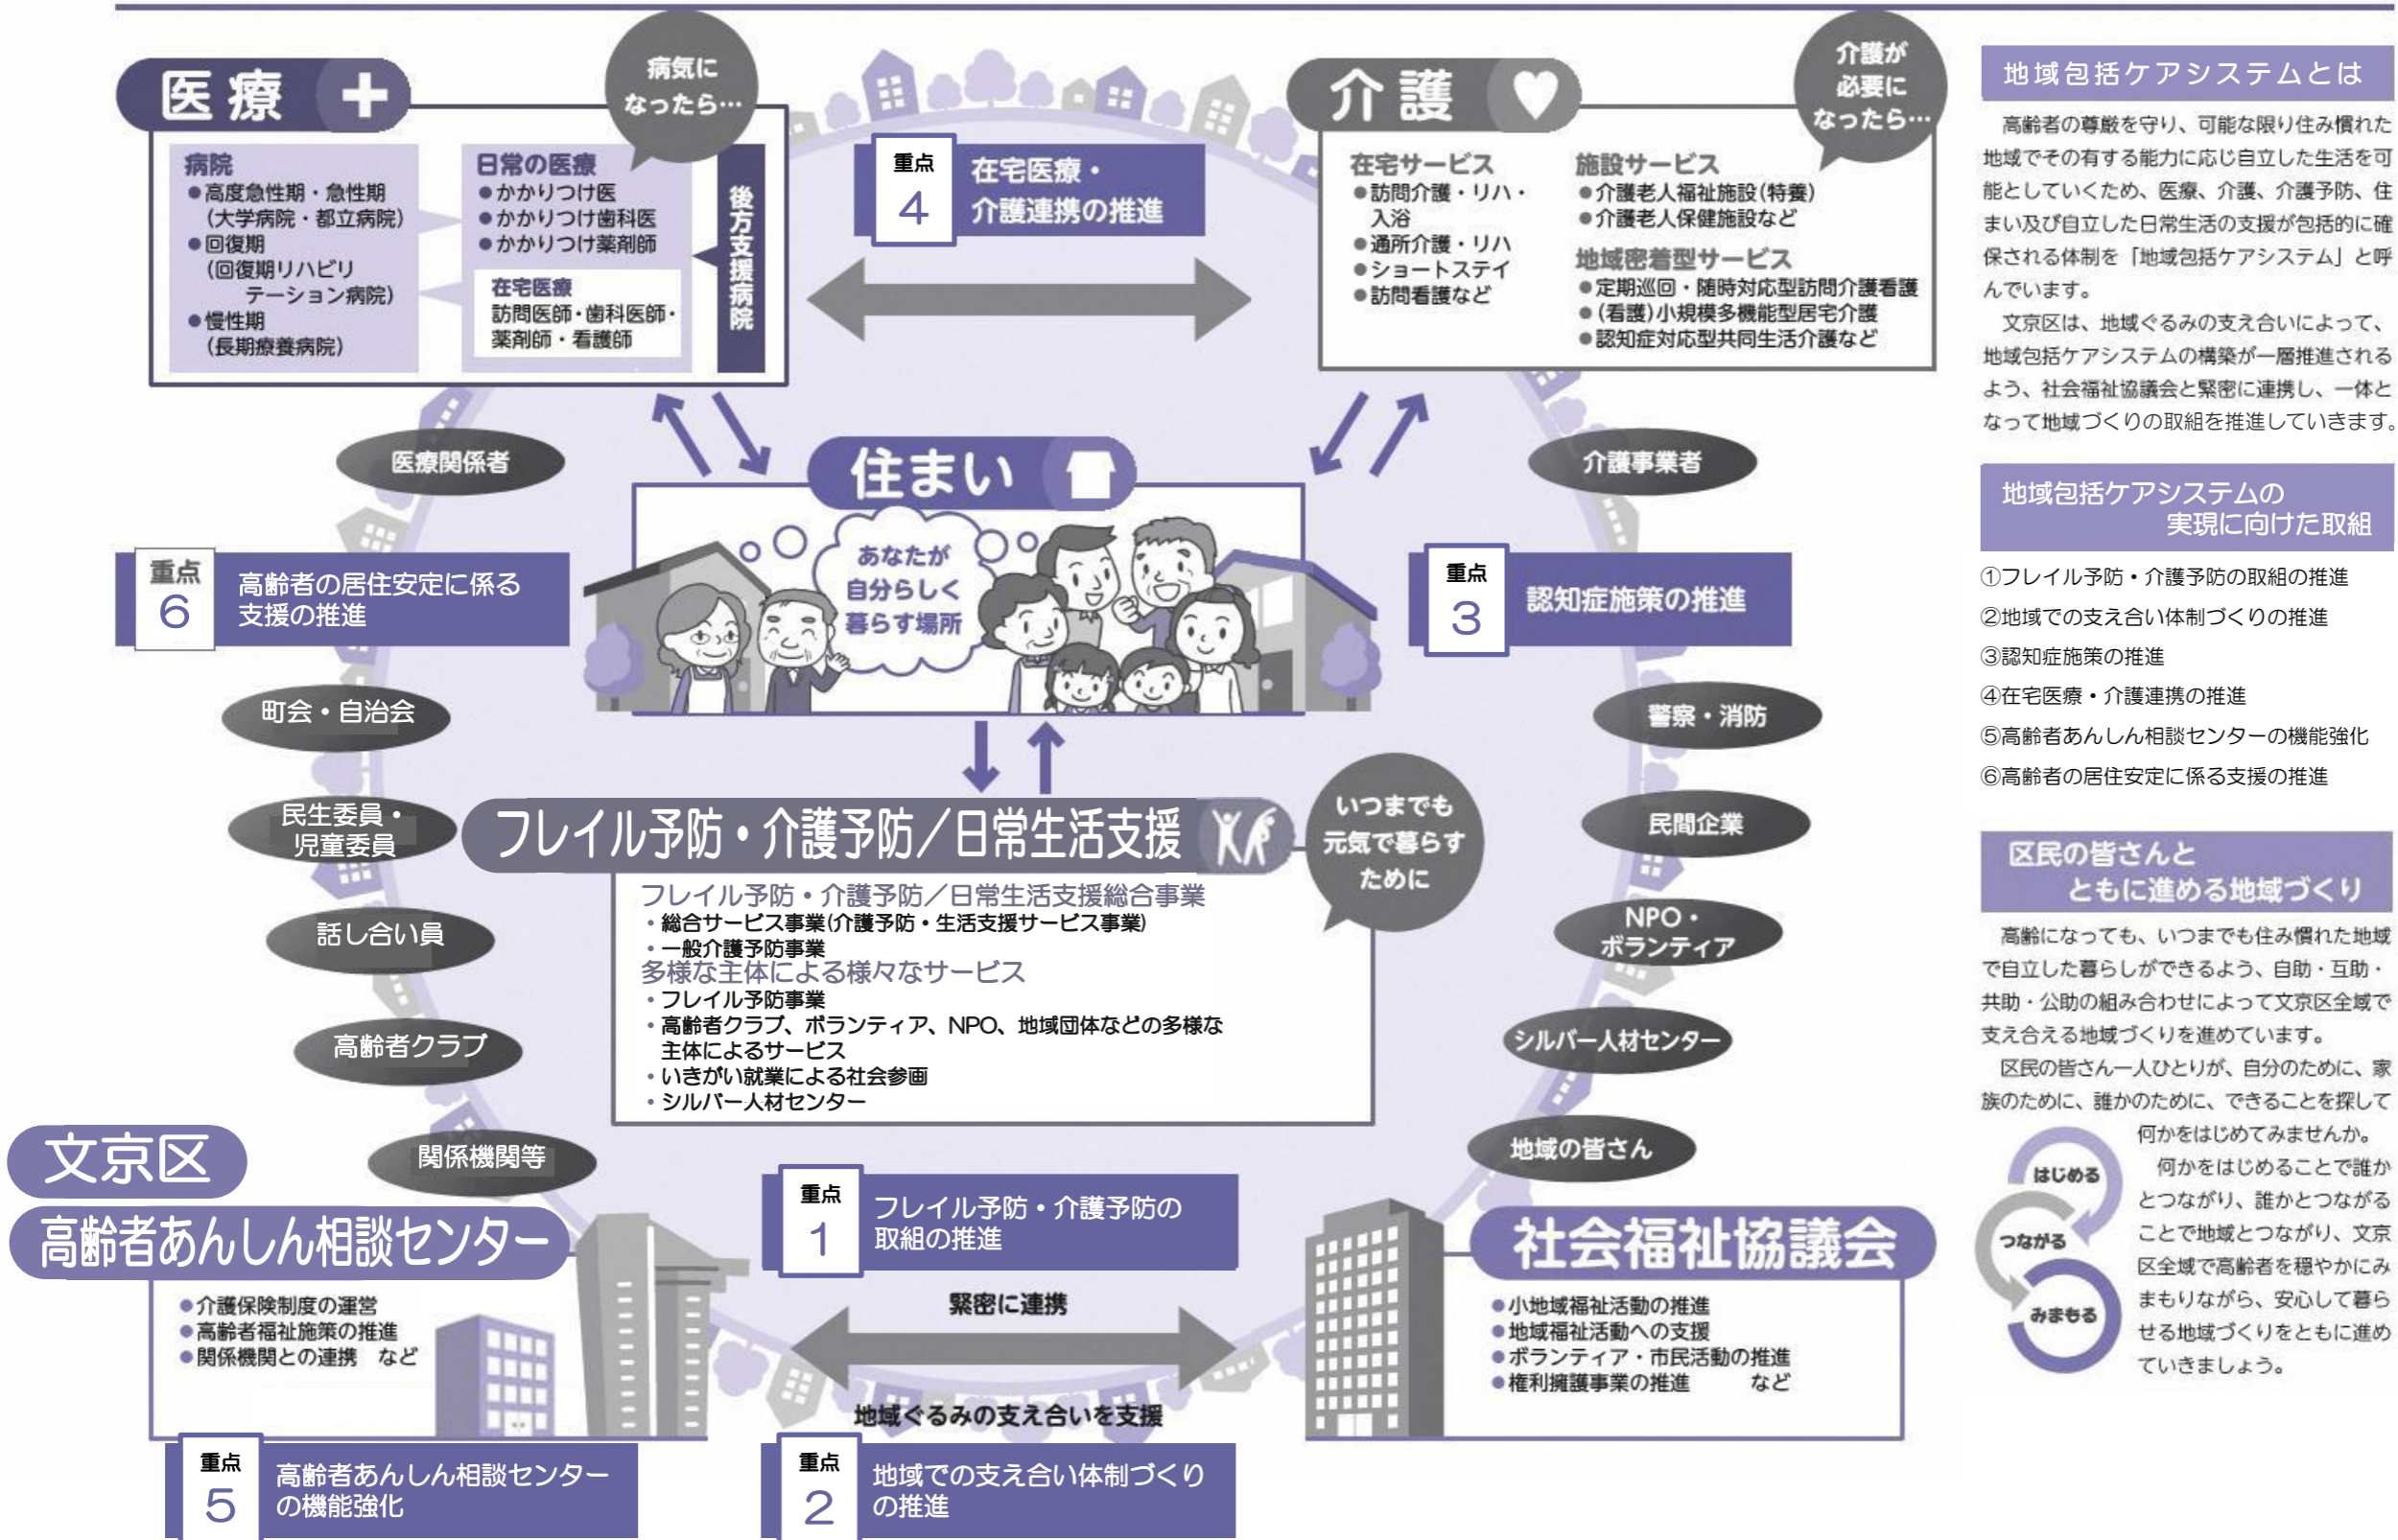 医療
病気に
なったら…
病院
●高度急性期・急性期
(大学病院・都立病院)
●回復期
(回復期リハビリ
テーション病院)
●慢性期
(長期療養病院)
日常の医療
●かかりつけ医
●かかりつけ歯科医
●かかりつけ薬剤師
在宅医療
訪問医師・歯科医師・
薬剤師・看護師
後方支援病院
重点
4
在宅医療・
介護連携の推進
介護
介護が
必要に
なったら…
在宅サービス
●訪問介護・リハ・
入浴
●通所介護・リハ
●ショートステイ
●訪問看護など
施設サービス
●介護老人福祉施設(特養)
●介護老人保健施設など
地域密着型サービス
●定期巡回・随時対応型訪問介護看護
●(看護)小規模多機能型居宅介護
●認知症対応型共同生活介護など
医療関係者
介護事業者
住まい
あなたが
自分らしく
暮らす場所
重点
6
高齢者の居住安定に係る
支援の推進
重点
3
認知症施策の推進
町会・自治会
民生委員・
児童委員
話し合い員
高齢者クラブ
関係機関等
警察・消防
民間企業
NPO・
ボランティア
シルバー人材センター
地域の皆さん
フレイル予防・介護予防/日常生活支援
いつまでも
元気で暮らす
ために
フレイル予防・介護予防/日常生活支援総合事業
・総合サービス事業(介護予防・生活支援サービス事業)
・一般介護予防事業
多様な主体による様々なサービス
・フレイル予防事業
・高齢者クラブ、ボランティア、NPO、地域団体などの多様な
主体によるサービス
・いきがい就業による社会参画
・シルバー人材センター
文京区
高齢者あんしん相談センター
●介護保険制度の運営
●高齢者福祉施策の推進
●関係機関との連携 など
重点
5
高齢者あんしん相談センター
の機能強化
重点
1
フレイル予防・介護予防の
取組の推進
緊密に連携
地域ぐるみの支え合いを支援
重点
2
地域での支え合い体制づくり
の推進
社会福祉協議会
●小地域福祉活動の推進
●地域福祉活動への支援
●ボランティア・市民活動の推進
●権利擁護事業の推進 など
地域包括ケアシステムとは
高齢者の尊厳を守り、可能な限り住み慣れた
地域でその有する能力に応じ自立した生活を可
能としていくため、医療、介護、介護予防、住
まい及び自立した日常生活の支援が包括的に確
保される体制を「地域包括ケアシステム」と呼
んでいます。
文京区は、地域ぐるみの支え合いによって、
地域包括ケアシステムの構築が一層推進される
よう、社会福祉協議会と緊密に連携し、一体と
なって地域づくりの取組を推進していきます。
地域包括ケアシステムの
実現に向けた取組
①フレイル予防・介護予防の取組の推進
②地域での支え合い体制づくりの推進
③認知症施策の推進
④在宅医療・介護連携の推進
⑤高齢者あんしん相談センターの機能強化
⑥高齢者の居住安定に係る支援の推進
区民の皆さんと
ともに進める地域づくり
高齢になっても、いつまでも住み慣れた地域
で自立した暮らしができるよう、自助・互助・
共助・公助の組み合わせによって文京区全域で
支え合える地域づくりを進めています。
区民の皆さん一人ひとりが、自分のために、家
族のために、誰かのために、できることを探して
何かをはじめてみませんか。
何かをはじめることで誰か
とつながり、誰かとつながる
ことで地域とつながり、文京
区全域で高齢者を穏やかにみ
まもりながら、安心して暮ら
せる地域づくりをともに進め
ていきましょう。
はじめる
つながる
みまもる